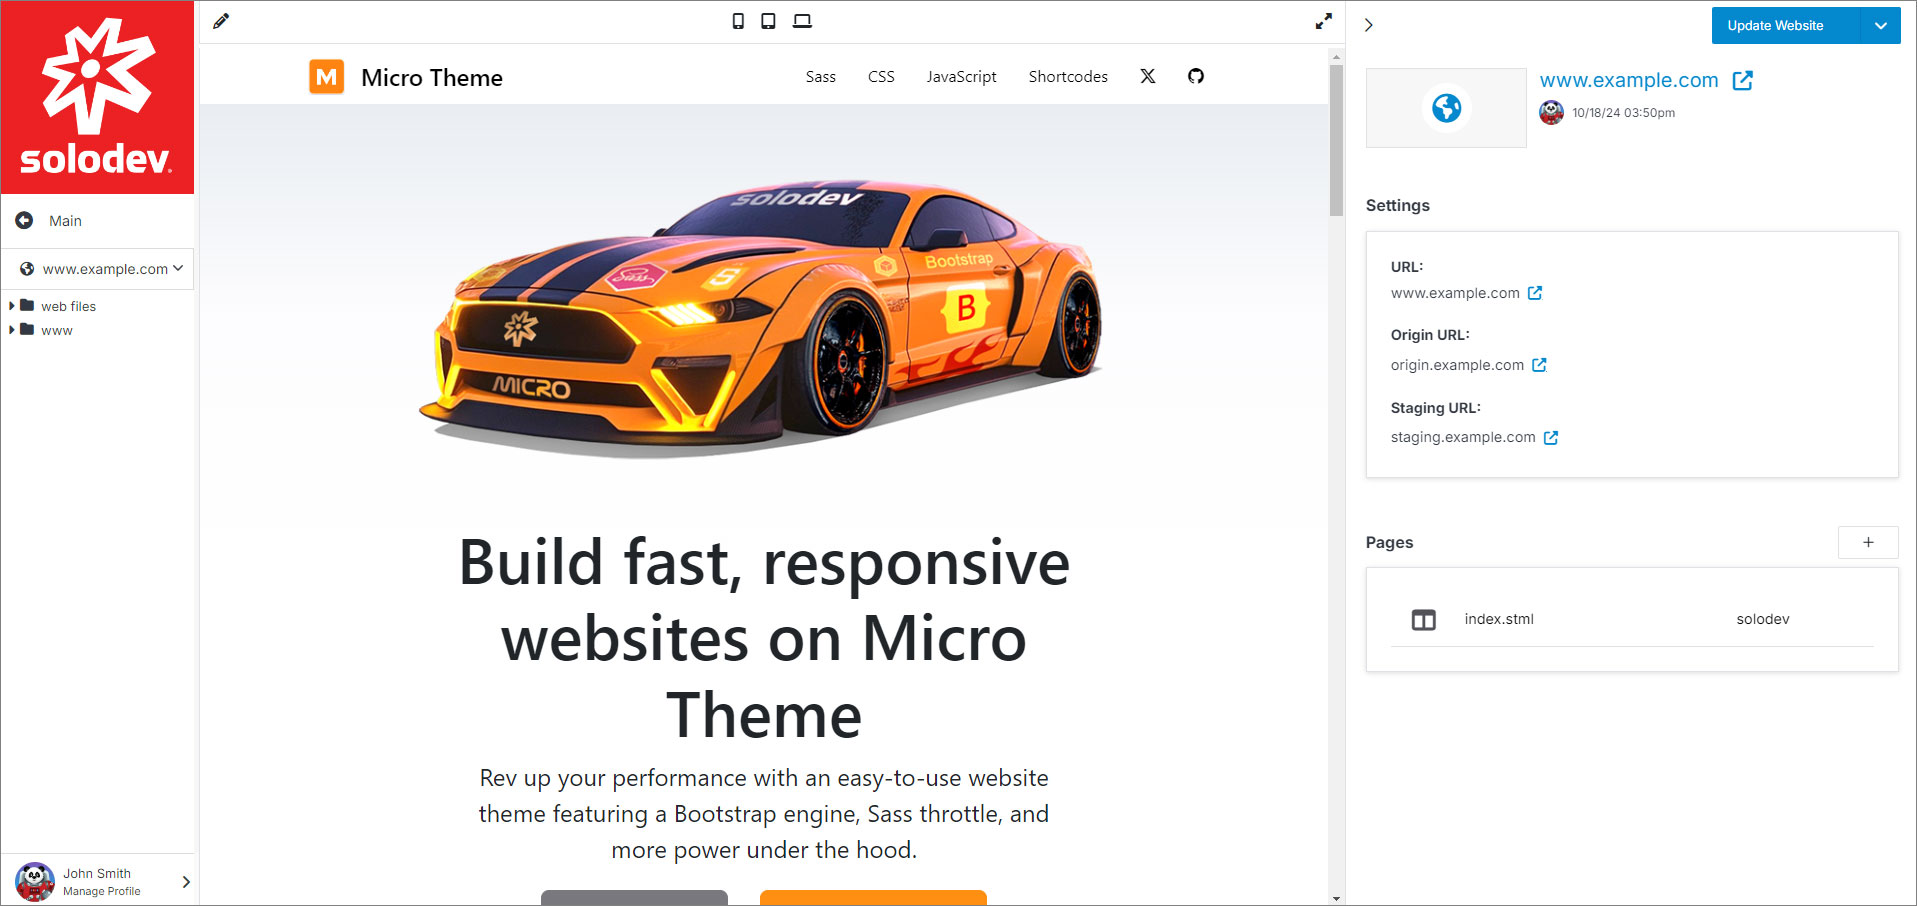 solodev
Main
www.example.com
web files
www
John Smith
Manage Profile
M
Micro Theme
Sass
CSS
JavaScript
Shortcodes
solodev
Sass
5
Bootstrap
B
MICRO
Build fast, responsive
websites on Micro
Theme
Rev up your performance with an easy-to-use website
theme featuring a Bootstrap engine, Sass throttle, and
more power under the hood.
Update Website
www.example.com
10/18/24 03:50pm
Settings
URL:
www.example.com
Origin URL:
origin.example.com
Staging URL:
staging.example.com
Pages
+
index.stml solodev